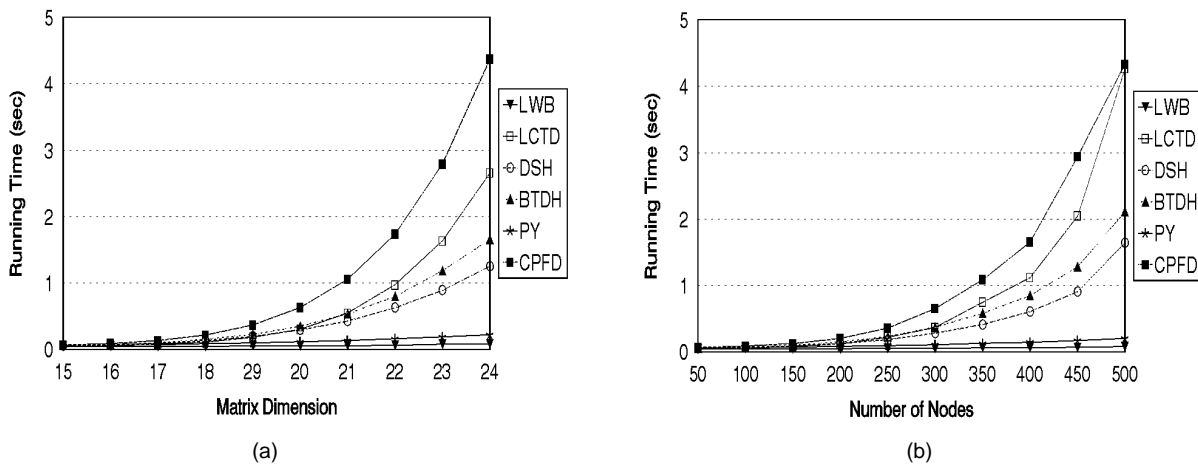 5
4
3
2
1
0
Running Time (sec)
15 16 17 18 29 20 21 22 23 24
Matrix Dimension
LWB
LCTD
DSH
BTDH
PY
CPFD
(a)
5
4
3
2
1
0
Running Time (sec)
50 100 150 200 250 300 350 400 450 500
Number of Nodes
LWB
LCTD
DSH
BTDH
PY
CPFD
(b)